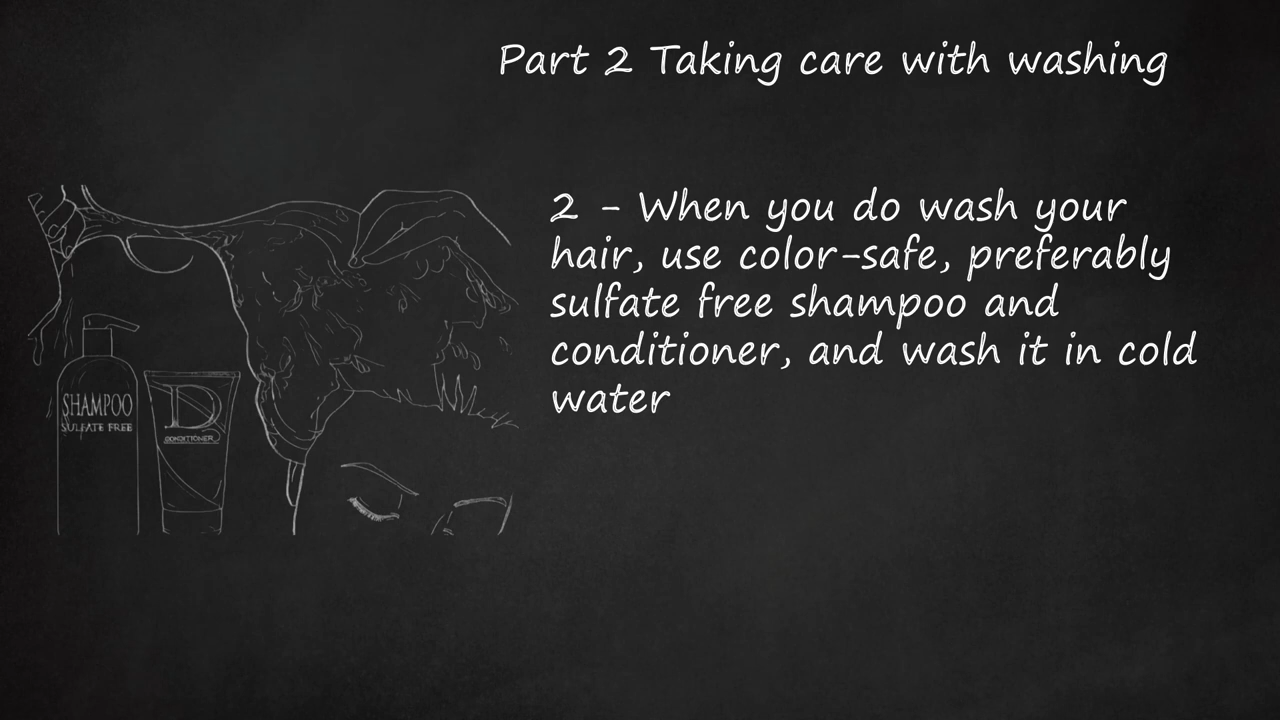 Part 2 Taking care with washing
2 - When you do wash your
hair, use color-safe, preferably
sulfate free shampoo and
conditioner, and wash it in cold
water
SHAMPOO
SULFATE FREE
D
CONDITIONER